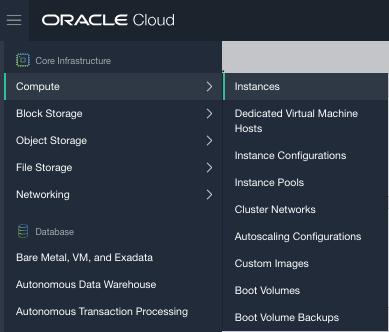 ORACLE Cloud
Core Infrastructure
Compute
Block Storage
Object Storage
File Storage
Networking
Database
Bare Metal, VM, and Exadata
Autonomous Data Warehouse
Autonomous Transaction Processing
Instances
Dedicated Virtual Machine
Hosts
Instance Configurations
Instance Pools
Cluster Networks
Autoscaling Configurations
Custom Images
Boot Volumes
Boot Volume Backups